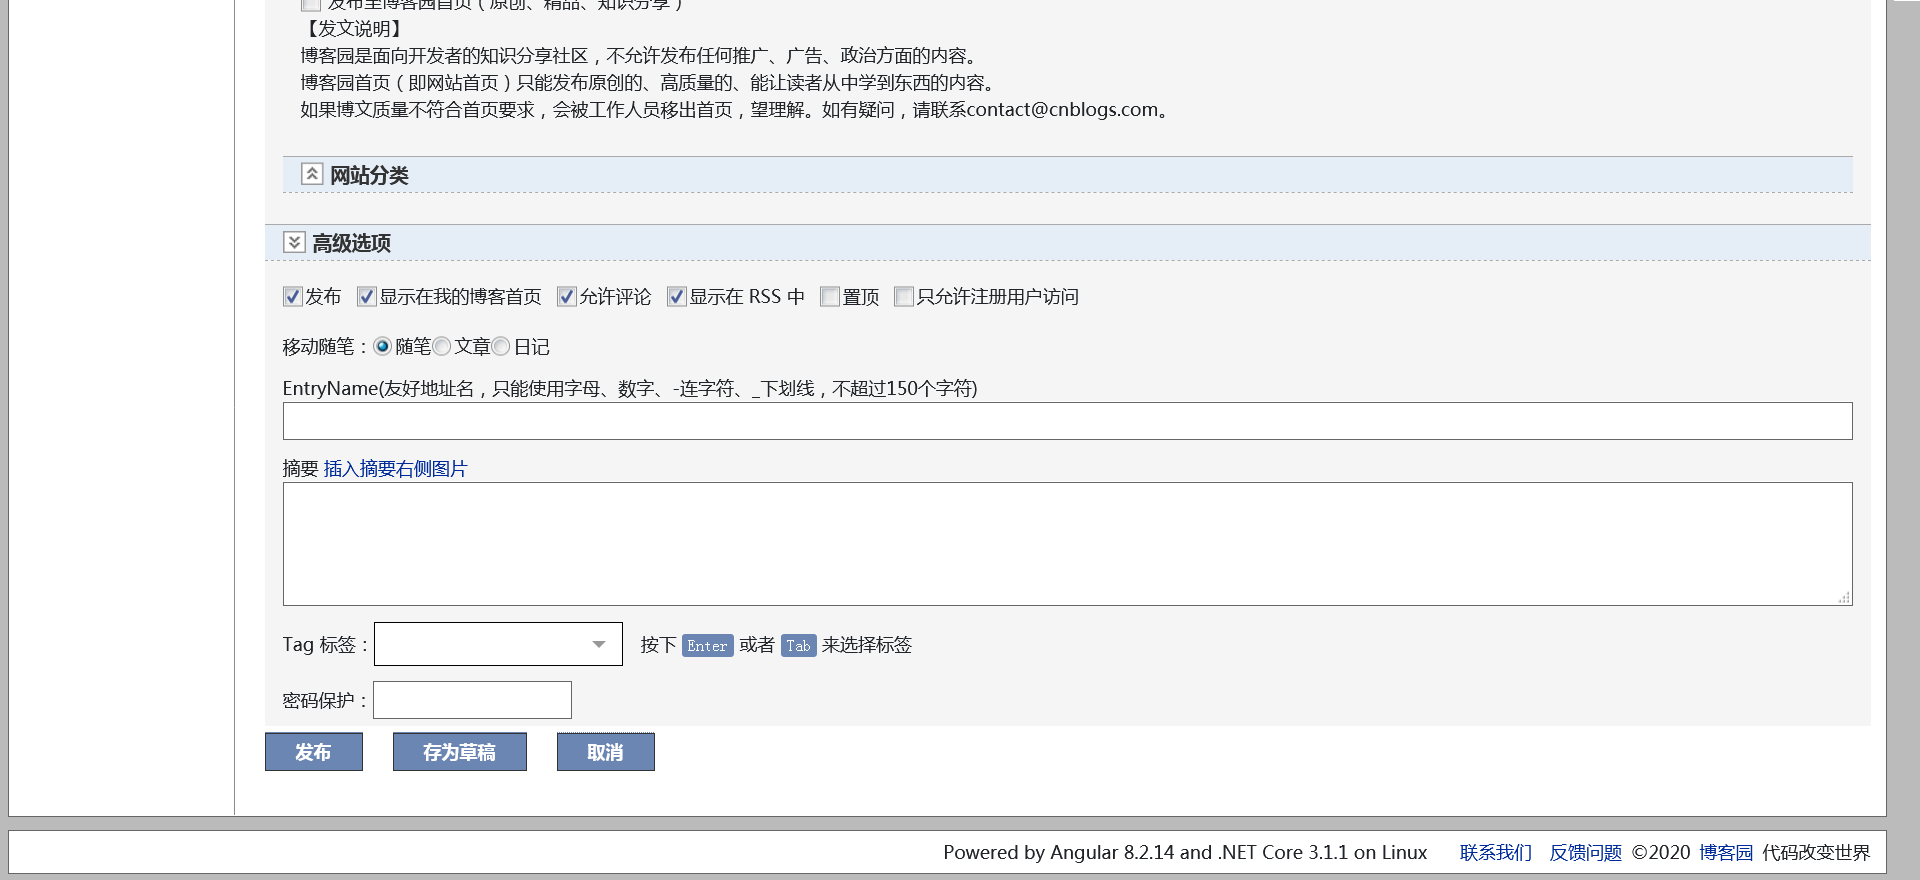 发布至博客园首页（原创、精品、知识分享）
【发文说明】
博客园是面向开发者的知识分享社区，不允许发布任何推广、广告、政治方面的内容。
博客园首页（即网站首页）只能发布原创的、高质量的、能让读者从中学到东西的内容。
如果博文质量不符合首页要求，会被工作人员移出首页，望理解。如有疑问，请联系contact@cnblogs.com。
网站分类
高级选项
发布 显示在我的博客首页 允许评论 显示在 RSS 中 置顶 只允许注册用户访问
移动随笔：随笔 文章 日记
EntryName(友好地址名，只能使用字母、数字、-连字符、_下划线，不超过150个字符)
摘要 插入摘要右侧图片
Tag 标签： 按下 Enter 或者 Tab 来选择标签
密码保护：
发布 存为草稿 取消
Powered by Angular 8.2.14 and .NET Core 3.1.1 on Linux 联系我们 反馈问题 ©2020 博客园 代码改变世界